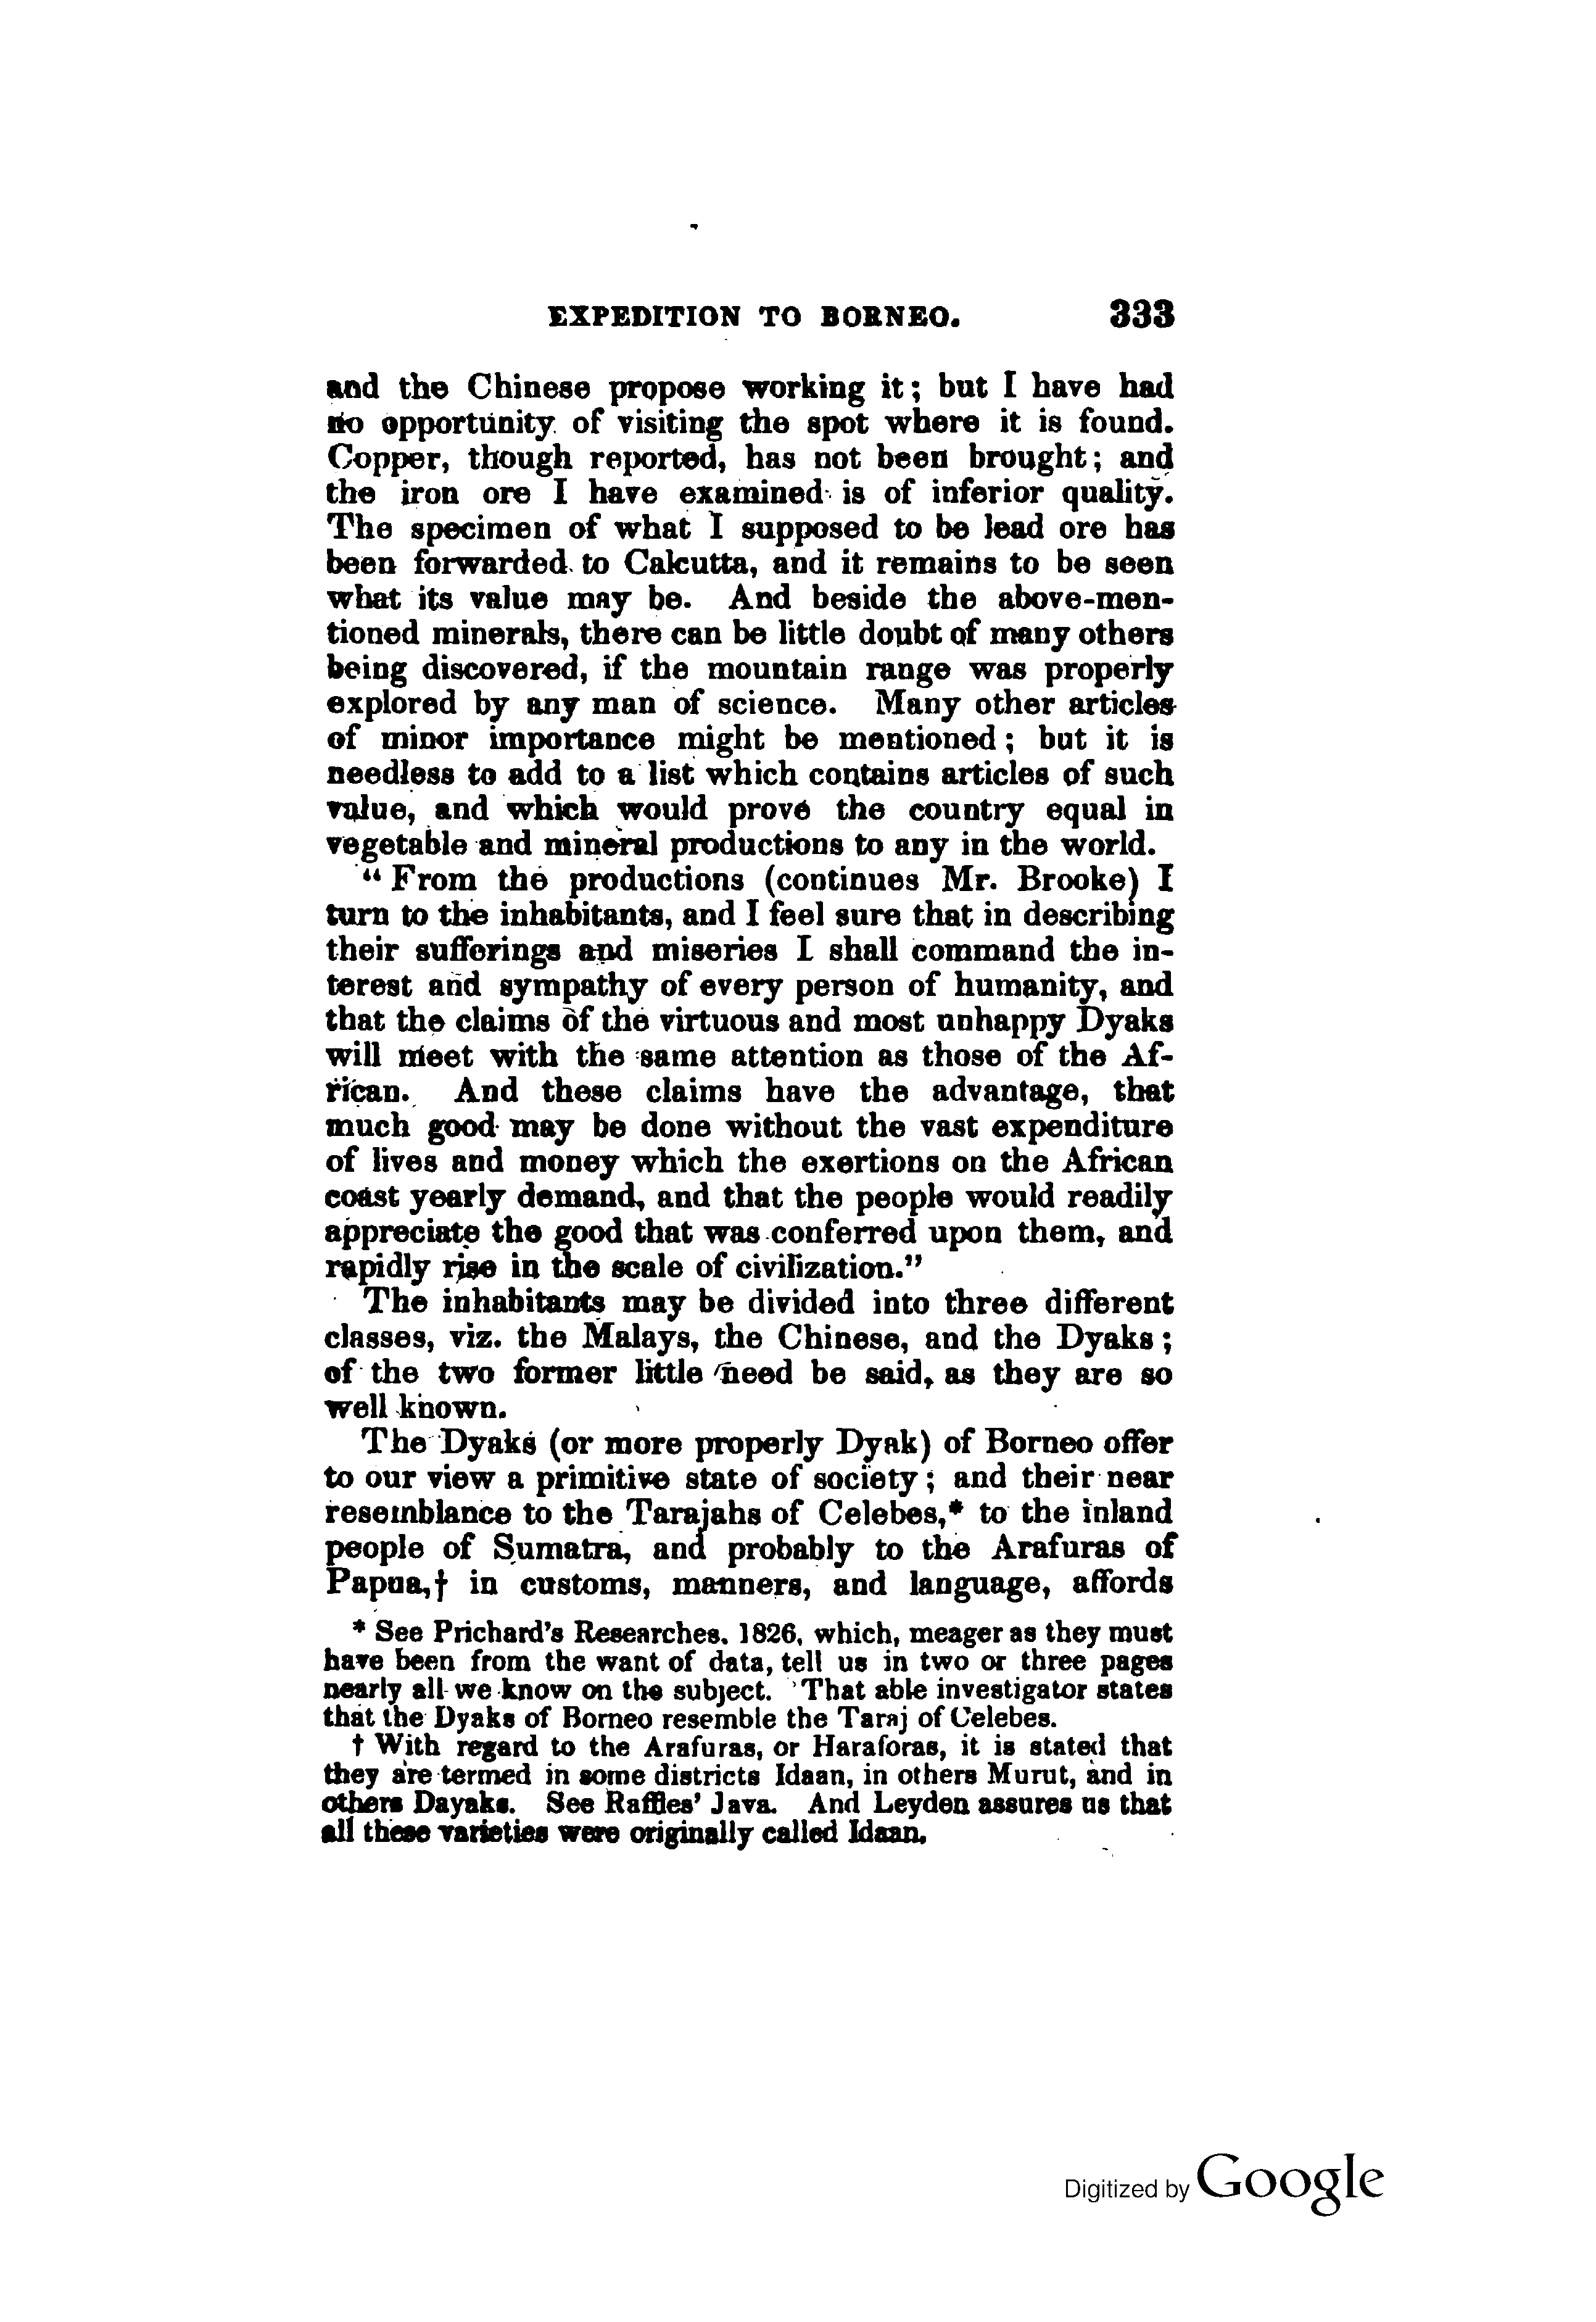 EXPEDITION TO BORNEO. 333
and the Chinese propose working it; but I have had
no opportunity of visiting the spot where it is found.
Copper, though reported, has not been brought; and
the iron ore I have examined is of inferior quality.
The specimen of what I supposed to be lead ore has
been forwarded to Calcutta, and it remains to be seen
what its value may be. And beside the above-men-
tioned minerals, there can be little doubt of many others
being discovered, if the mountain range was properly
explored by any man of science. Many other articles
of minor importance might be mentioned; but it is
needless to add to a list which contains articles of such
value, and which would prove the country equal in
vegetable and mineral productions to any in the world.
"From the productions (continues Mr. Brooke) I
turn to the inhabitants, and I feel sure that in describing
their sufferings and miseries I shall command the in-
terest and sympathy of every person of humanity, and
that the claims of the virtuous and most unhappy Dyaks
will meet with the same attention as those of the Af-
rican. And these claims have the advantage, that
much good may be done without the vast expenditure
of lives and money which the exertions on the African
coast yearly demand, and that the people would readily
appreciate the good that was conferred upon them, and
rapidly rise in the scale of civilization."
The inhabitants may be divided into three different
classes, viz. the Malays, the Chinese, and the Dyaks;
of the two former little need be said, as they are so
well known.
The Dyaks (or more properly Dyak) of Borneo offer
to our view a primitive state of society; and their near
resemblance to the Tarajahs of Celebes,* to the inland
people of Sumatra, and probably to the Arafuras of
Papua,† in customs, manners, and language, affords
* See Prichard's Researches. 1826, which, meager as they must
have been from the want of data, tell us in two or three pages
nearly all we know on the subject. That able investigator states
that the Dyaks of Borneo resemble the Taraj of Celebes.
† With regard to the Arafuras, or Haraforas, it is stated that
they are termed in some districts Idaan, in others Murut, and in
others Dayaks. See Raffles' Java. And Leyden assures us that
all these varieties were originally called Idaan.
Digitized by Google